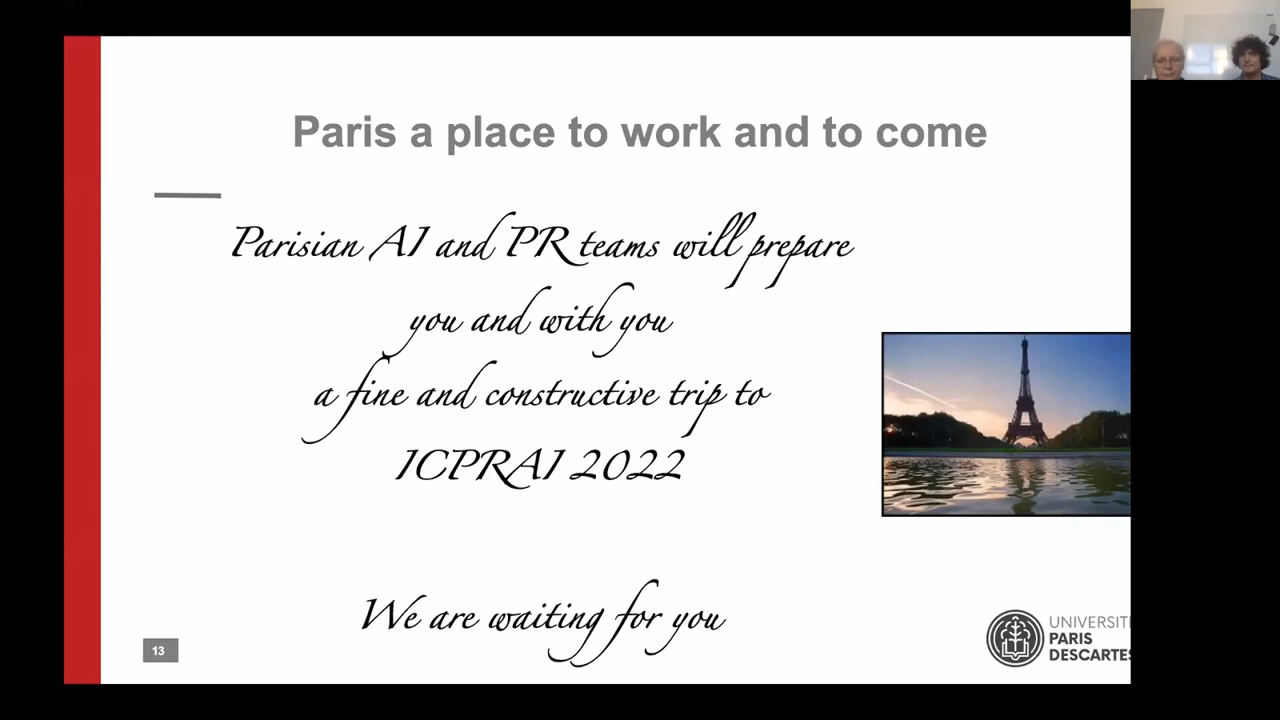 Paris a place to work and to come
Parisian AI and PR teams will prepare
you and with you
a fine and constructive trip to
ICPRAI 2022
We are waiting for you
13
UNIVERSIT
PARIS
DESCARTES